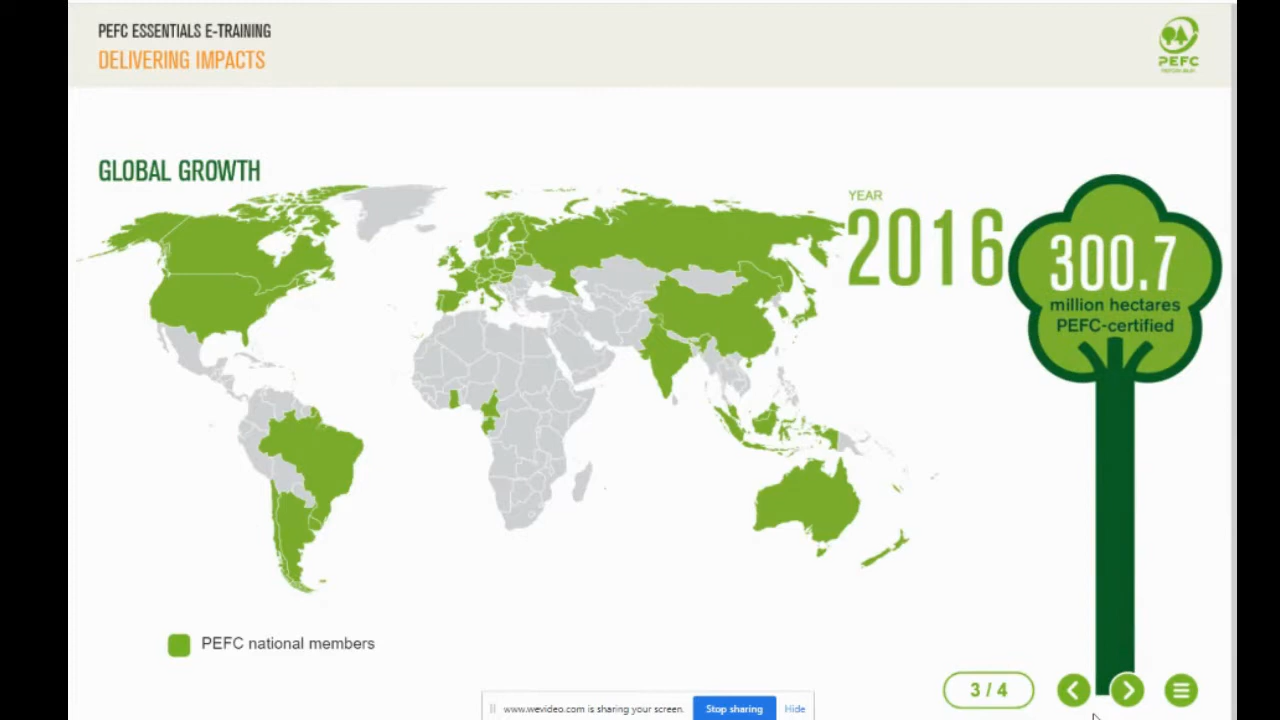 PEFC ESSENTIALS E-TRAINING
DELIVERING IMPACTS
PEFC
GLOBAL GROWTH
YEAR
2016
300.7
million hectares
PEFC-certified
PEFC national members
3 / 4
www.wevideo.com is sharing your screen.
Stop sharing
Hide